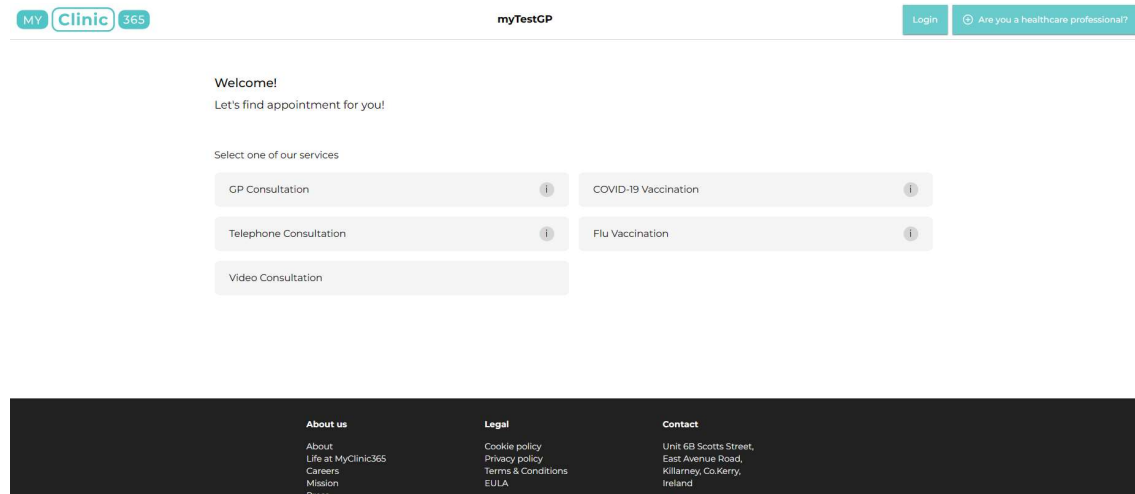 MY Clinic 365
myTestGP
Login
Are you a healthcare professional?
Welcome!
Let's find appointment for you!
Select one of our services
GP Consultation i
COVID-19 Vaccination i
Telephone Consultation i
Flu Vaccination i
Video Consultation
About us
About
Life at MyClinic365
Careers
Mission
Legal
Cookie policy
Privacy policy
Terms & Conditions
EULA
Contact
Unit 6B Scotts Street,
East Avenue Road,
Killarney, Co.Kerry,
Ireland